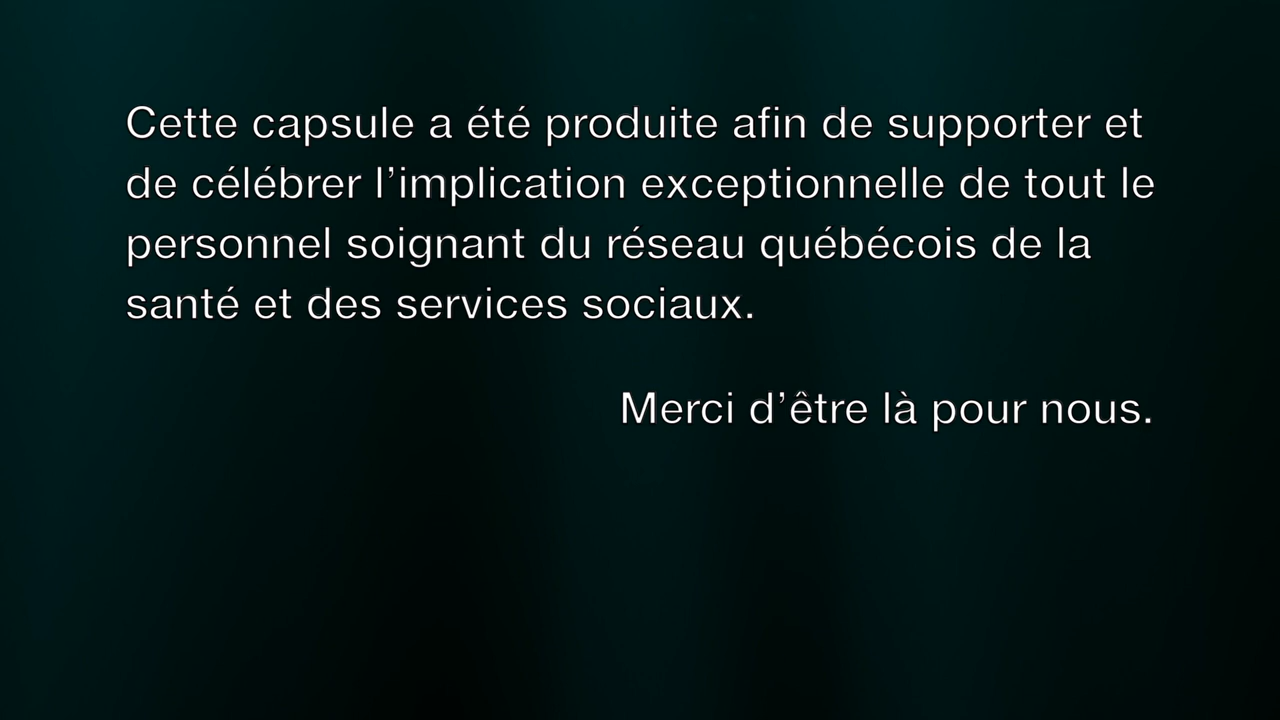 Cette capsule a été produite afin de supporter et
de célébrer l’implication exceptionnelle de tout le
personnel soignant du réseau québécois de la
santé et des services sociaux.
Merci d’être là pour nous.